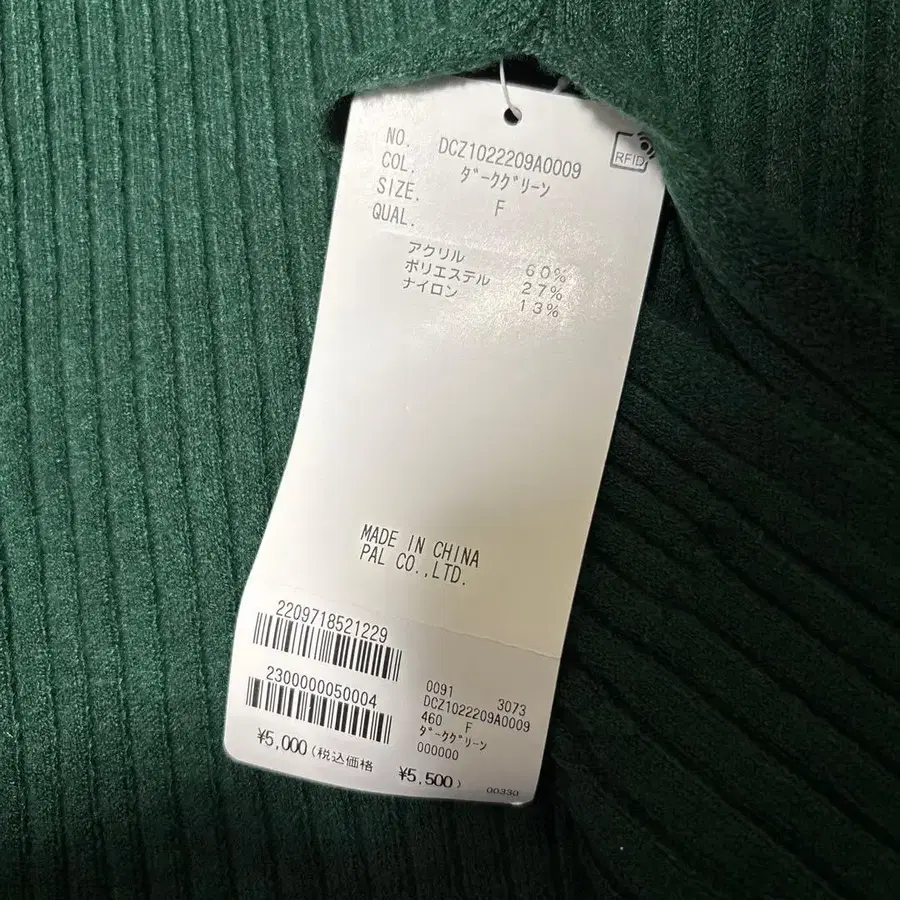 NO. DCZ1022209A0009
COL. ダークグリーン
SIZE. F
QUAL.
RFID
アクリル 60%
ポリエステル 27%
ナイロン 13%
MADE IN CHINA
PAL CO.,LTD.
2209718521229
2300000050004
0091 3073
DCZ1022209A0009
460 F
ダークグリーン
000000
¥5,000(税込価格 ¥5,500)
00330